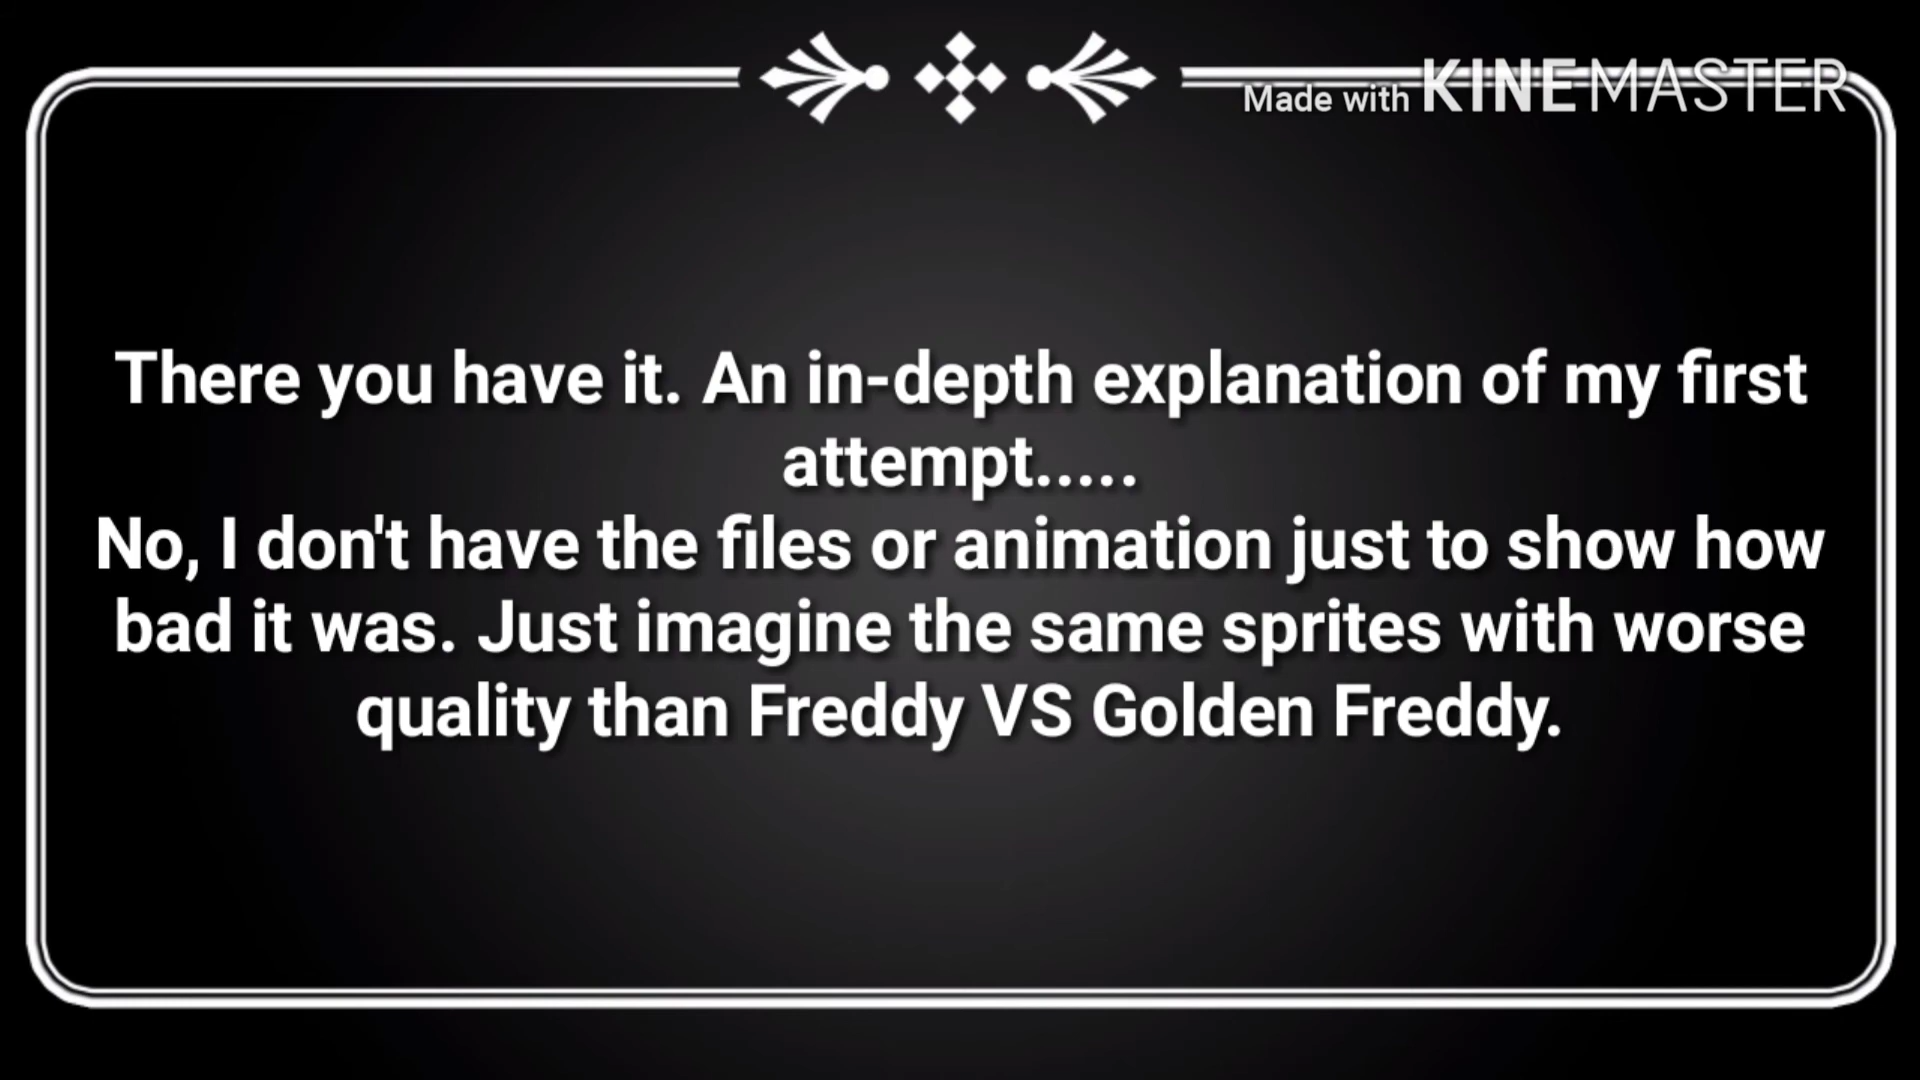 Made with KINEMASTER
There you have it. An in-depth explanation of my first
attempt.....
No, I don't have the files or animation just to show how
bad it was. Just imagine the same sprites with worse
quality than Freddy VS Golden Freddy.